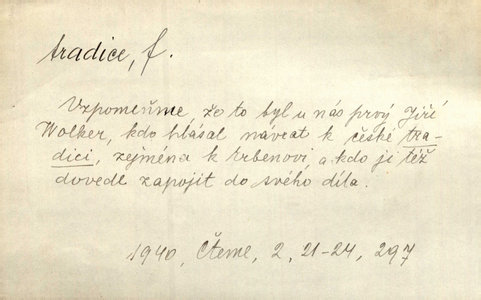 tradice, f.
Vzpomeňme, že to byl u nás prvý Jiří
Wolker, kdo hlásal návrat k české tra-
dici, zejména k Erbenovi, a kdo ji též
dovedl zapojit do svého díla.
1940, Čteme, 2, 21-24, 297